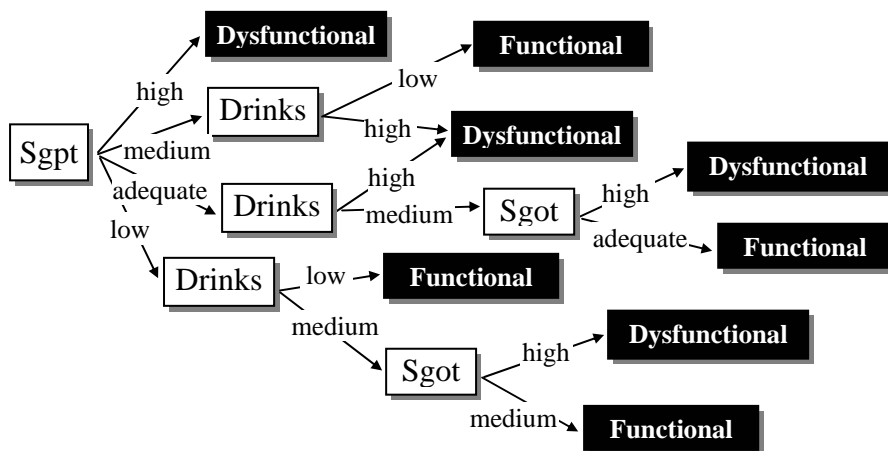 Dysfunctional
Functional
high
low
Drinks
Sgpt
medium
high
Dysfunctional
adequate
high
Dysfunctional
Drinks
medium
Sgot
high
low
adequate
Functional
Drinks
low
Functional
medium
Dysfunctional
high
Sgot
medium
Functional